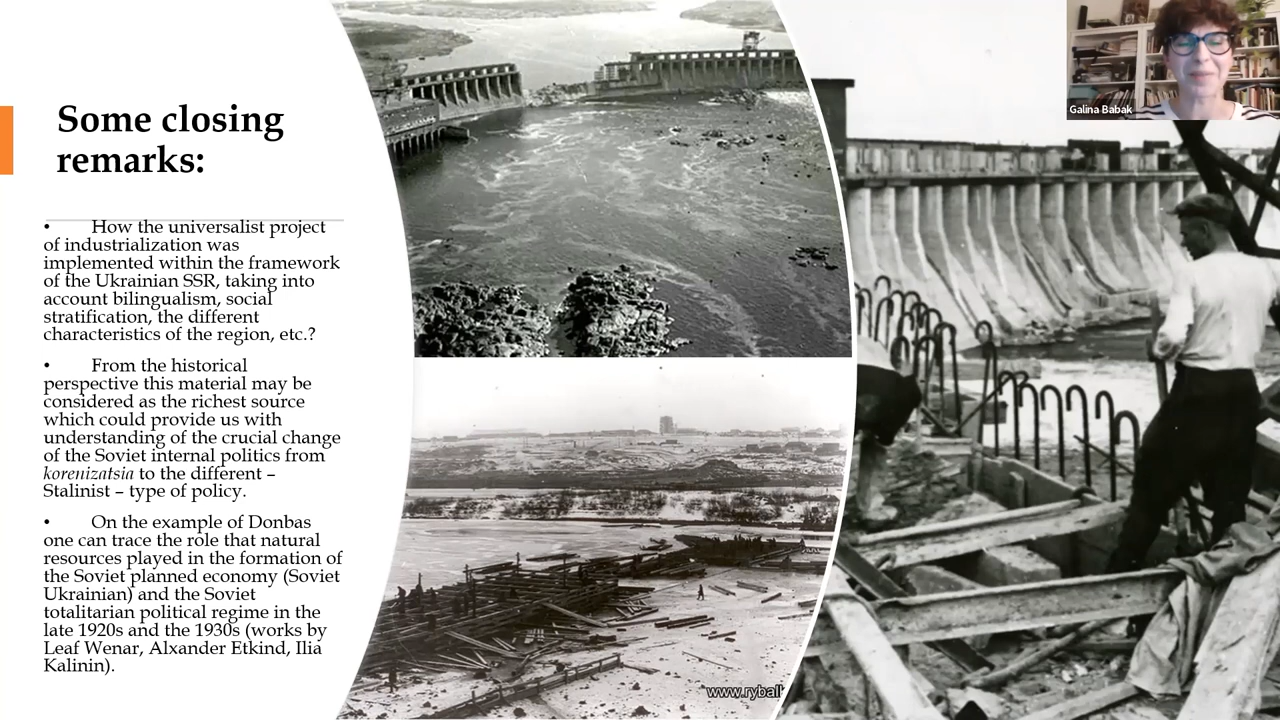 Some closing
remarks:
• How the universalist project
of industrialization was
implemented within the framework
of the Ukrainian SSR, taking into
account bilingualism, social
stratification, the different
characteristics of the region, etc.?
• From the historical
perspective this material may be
considered as the richest source
which could provide us with
understanding of the crucial change
of the Soviet internal politics from
korenizatsia to the different –
Stalinist – type of policy.
• On the example of Donbas
one can trace the role that natural
resources played in the formation of
the Soviet planned economy (Soviet
Ukrainian) and the Soviet
totalitarian political regime in the
late 1920s and the 1930s (works by
Leaf Wenar, Alxander Etkind, Ilia
Kalinin).
Galina Babak